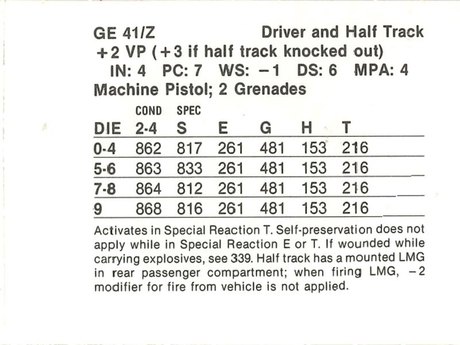 GE 41/Z Driver and Half Track
+2 VP (+3 if half track knocked out)
IN: 4 PC: 7 WS: −1 DS: 6 MPA: 4
Machine Pistol; 2 Grenades
COND SPEC
DIE 2-4 S E G H T
0-4 862 817 261 481 153 216
5-6 863 833 261 481 153 216
7-8 864 812 261 481 153 216
9 868 816 261 481 153 216
Activates in Special Reaction T. Self-preservation does not
apply while in Special Reaction E or T. If wounded while
carrying explosives, see 339. Half track has a mounted LMG
in rear passenger compartment; when firing LMG, −2
modifier for fire from vehicle is not applied.